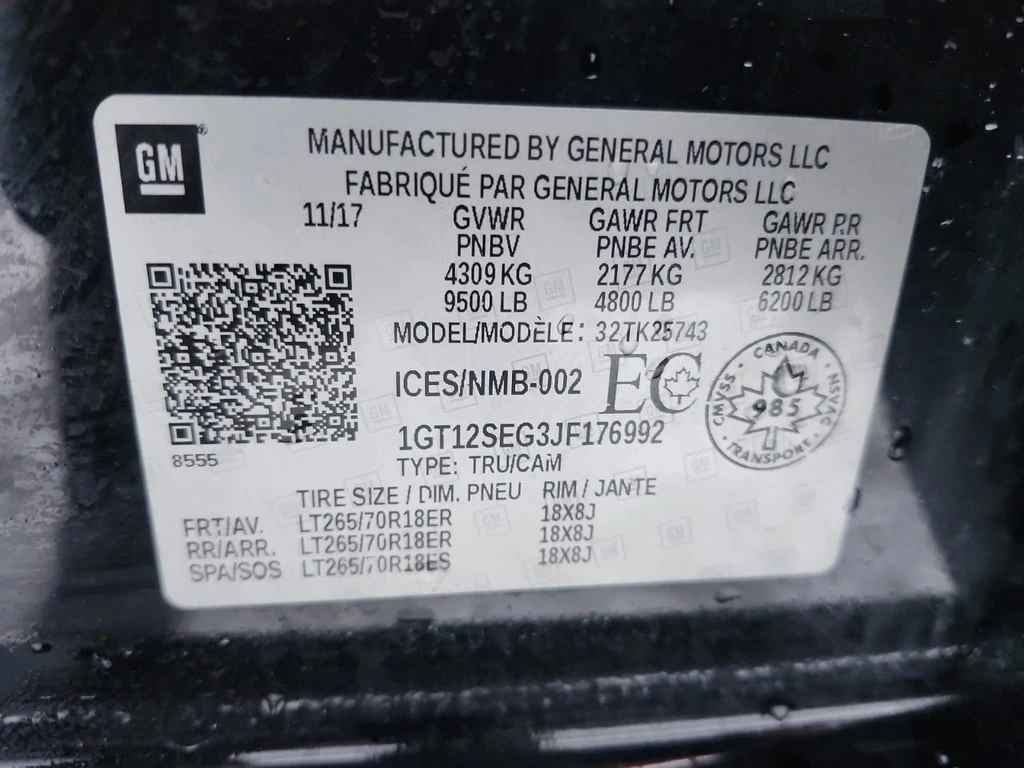 GM
MANUFACTURED BY GENERAL MOTORS LLC
FABRIQUÉ PAR GENERAL MOTORS LLC
11/17 GVWR GAWR FRT GAWR RR
PNBV PNBE AV. PNBE ARR.
4309 KG 2177 KG 2812 KG
9500 LB 4800 LB 6200 LB
MODEL/MODÈLE: 32TK25743
ICES/NMB-002 EC
CANADA
CMVSS NSVAC
985
TRANSPORT
1GT12SEG3JF176992
8555
TYPE: TRU/CAM
TIRE SIZE / DIM. PNEU RIM / JANTE
FRT/AV. LT265/70R18ER 18X8J
RR/ARR. LT265/70R18ER 18X8J
SPA/SOS LT265/70R18ES 18X8J